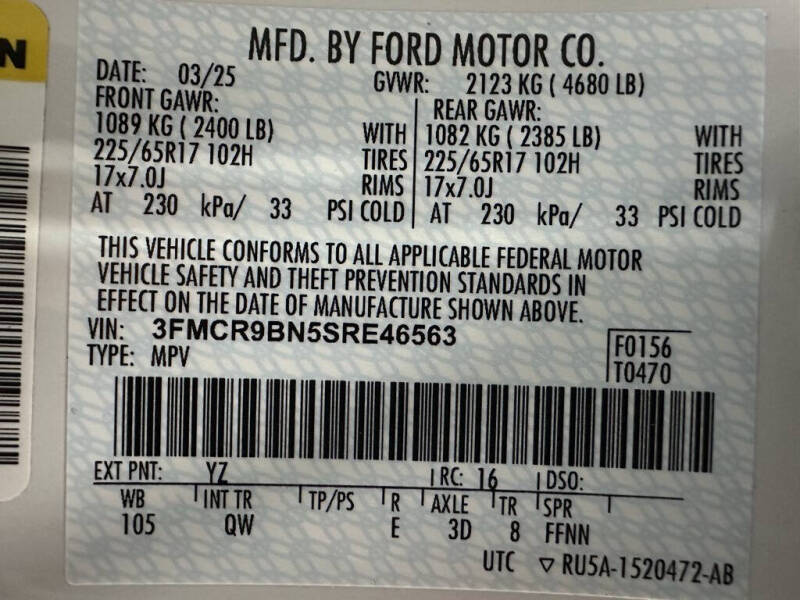 N
MFD. BY FORD MOTOR CO.
DATE: 03/25 GVWR: 2123 KG ( 4680 LB)
FRONT GAWR: REAR GAWR:
1089 KG ( 2400 LB) WITH 1082 KG ( 2385 LB) WITH
225/65R17 102H TIRES 225/65R17 102H TIRES
17x7.0J RIMS 17x7.0J RIMS
AT 230 kPa/ 33 PSI COLD AT 230 kPa/ 33 PSI COLD
THIS VEHICLE CONFORMS TO ALL APPLICABLE FEDERAL MOTOR
VEHICLE SAFETY AND THEFT PREVENTION STANDARDS IN
EFFECT ON THE DATE OF MANUFACTURE SHOWN ABOVE.
VIN: 3FMCR9BN5SRE46563 F0156
TYPE: MPV T0470
EXT PNT: YZ RC: 16 DSO:
WB INT TR TP/PS R AXLE TR SPR
105 QW E 3D 8 FFNN
UTC ▽ RU5A-1520472-AB